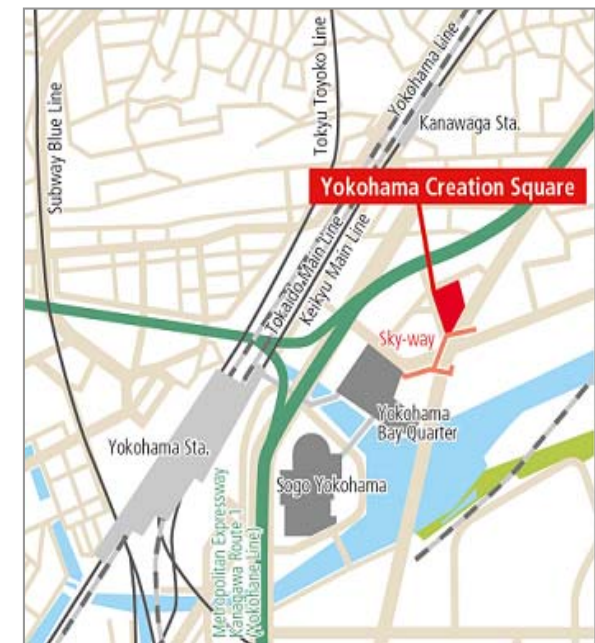 Subway Blue Line
Tokyu Toyoko Line
Yokohama Line
Kanawaga Sta.
Yokohama Creation Square
Tokaido Main Line
Keikyu Main Line
Sky-way
Yokohama
Bay Quarter
Yokohama Sta.
Sogo Yokohama
Metropolitan Expressway
Kanagawa Route 1
(Yokohane Line)